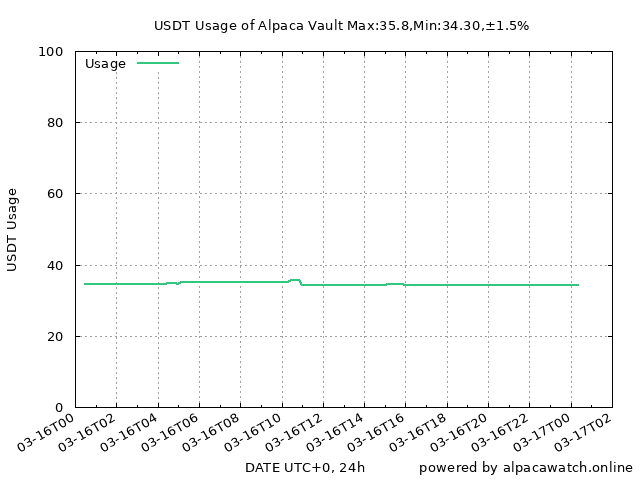 USDT Usage of Alpaca Vault Max:35.8,Min:34.30,±1.5%
100
Usage
80
60
40
20
0
USDT Usage
03-16T00
03-16T02
03-16T04
03-16T06
03-16T08
03-16T10
03-16T12
03-16T14
03-16T16
03-16T18
03-16T20
03-16T22
03-17T00
03-17T02
DATE UTC+0, 24h
powered by alpacawatch.online